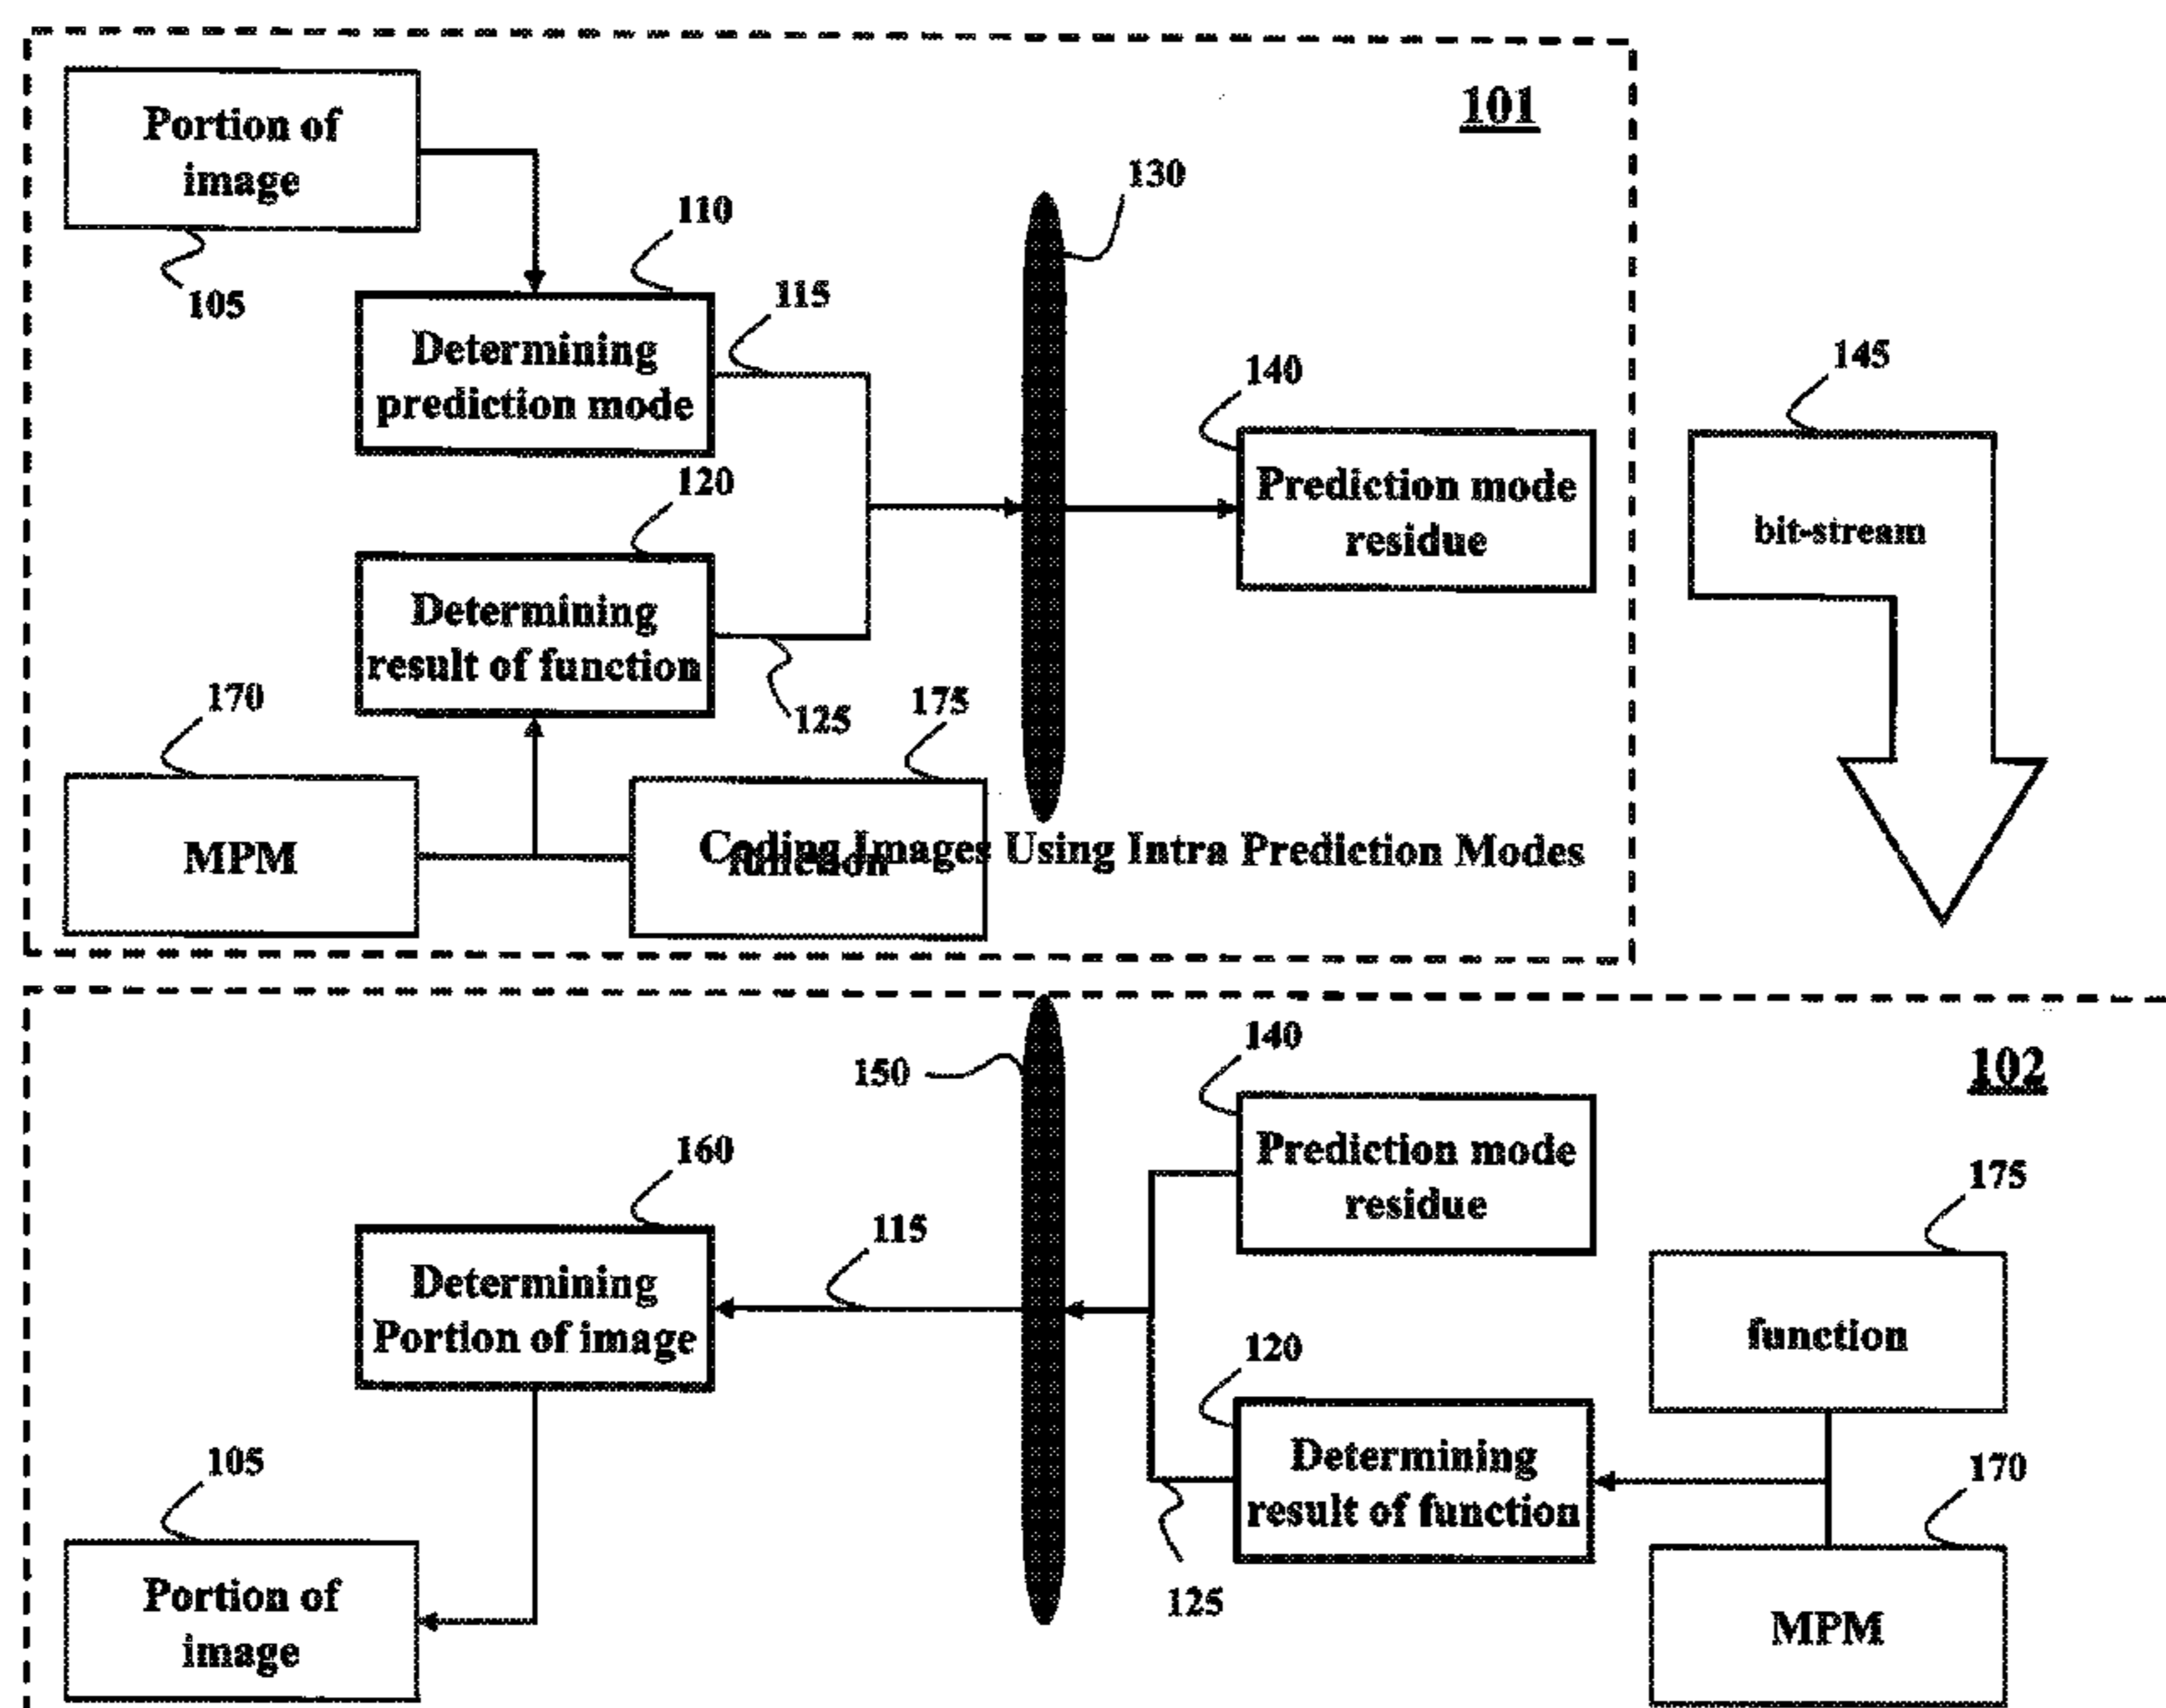 101
Portion of
image
105
110
Determining
prediction mode
115
130
140
Prediction mode
residue
145
bit-stream
120
Determining
result of function
125
170
MPM
175
function
Coding Images Using Intra Prediction Modes
102
150
140
Prediction mode
residue
160
Determining
Portion of image
115
175
function
120
Determining
result of function
125
170
MPM
105
Portion of
image